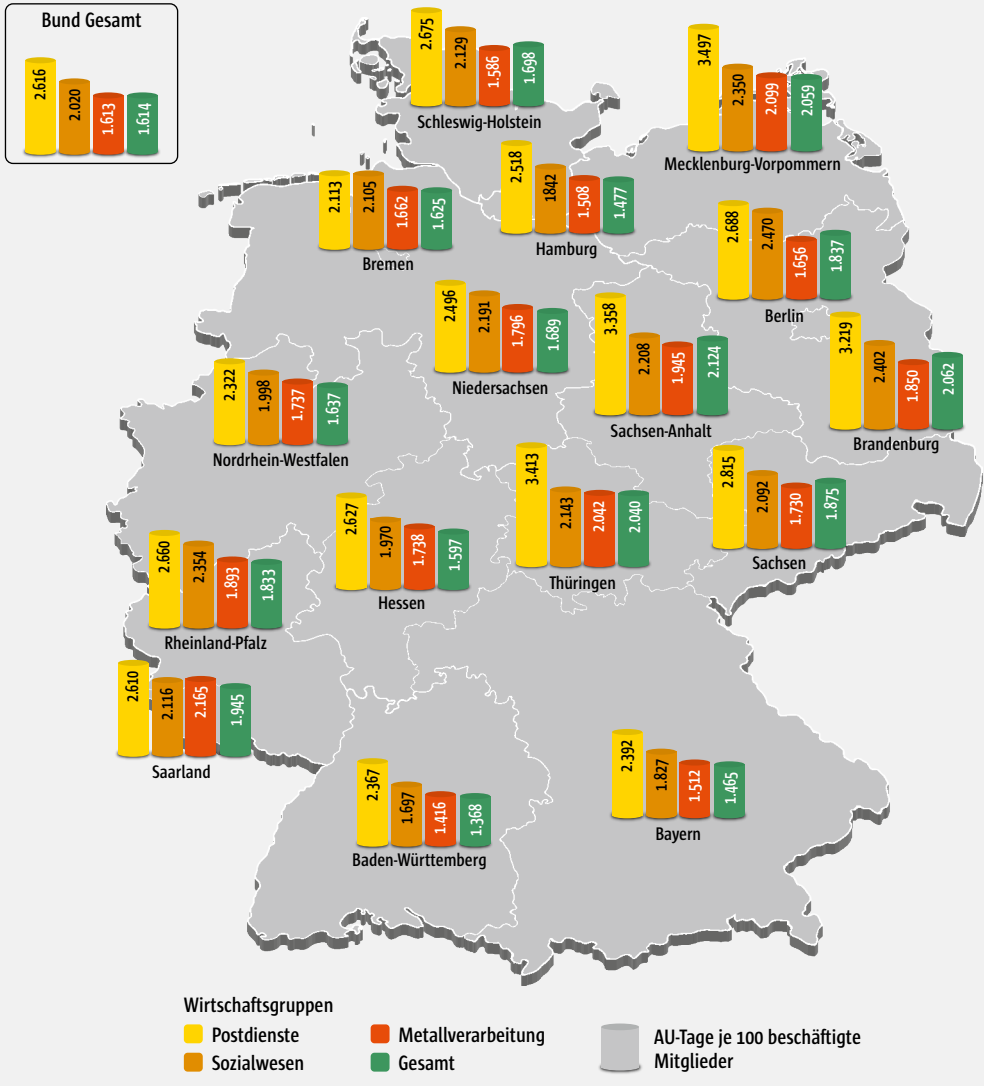 Bund Gesamt
2.616 2.020 1.613 1.614
2.675 2.129 1.586 1.698
Schleswig-Holstein
3.497 2.350 2.099 2.059
Mecklenburg-Vorpommern
2.518 1842 1.508 1.477
Hamburg
2.113 2.105 1.662 1.625
Bremen
2.688 2.470 1.656 1.837
Berlin
2.496 2.191 1.796 1.689
Niedersachsen
3.358 2.208 1.945 2.124
Sachsen-Anhalt
3.219 2.402 1.850 2.062
Brandenburg
2.322 1.998 1.737 1.637
Nordrhein-Westfalen
3.413 2.143 2.042 2.040
Thüringen
2.815 2.092 1.730 1.875
Sachsen
2.627 1.970 1.738 1.597
Hessen
2.660 2.354 1.893 1.833
Rheinland-Pfalz
2.610 2.116 2.165 1.945
Saarland
2.392 1.827 1.512 1.465
Bayern
2.367 1.697 1.416 1.368
Baden-Württemberg
Wirtschaftsgruppen
Postdienste
Sozialwesen
Metallverarbeitung
Gesamt
AU-Tage je 100 beschäftigte
Mitglieder